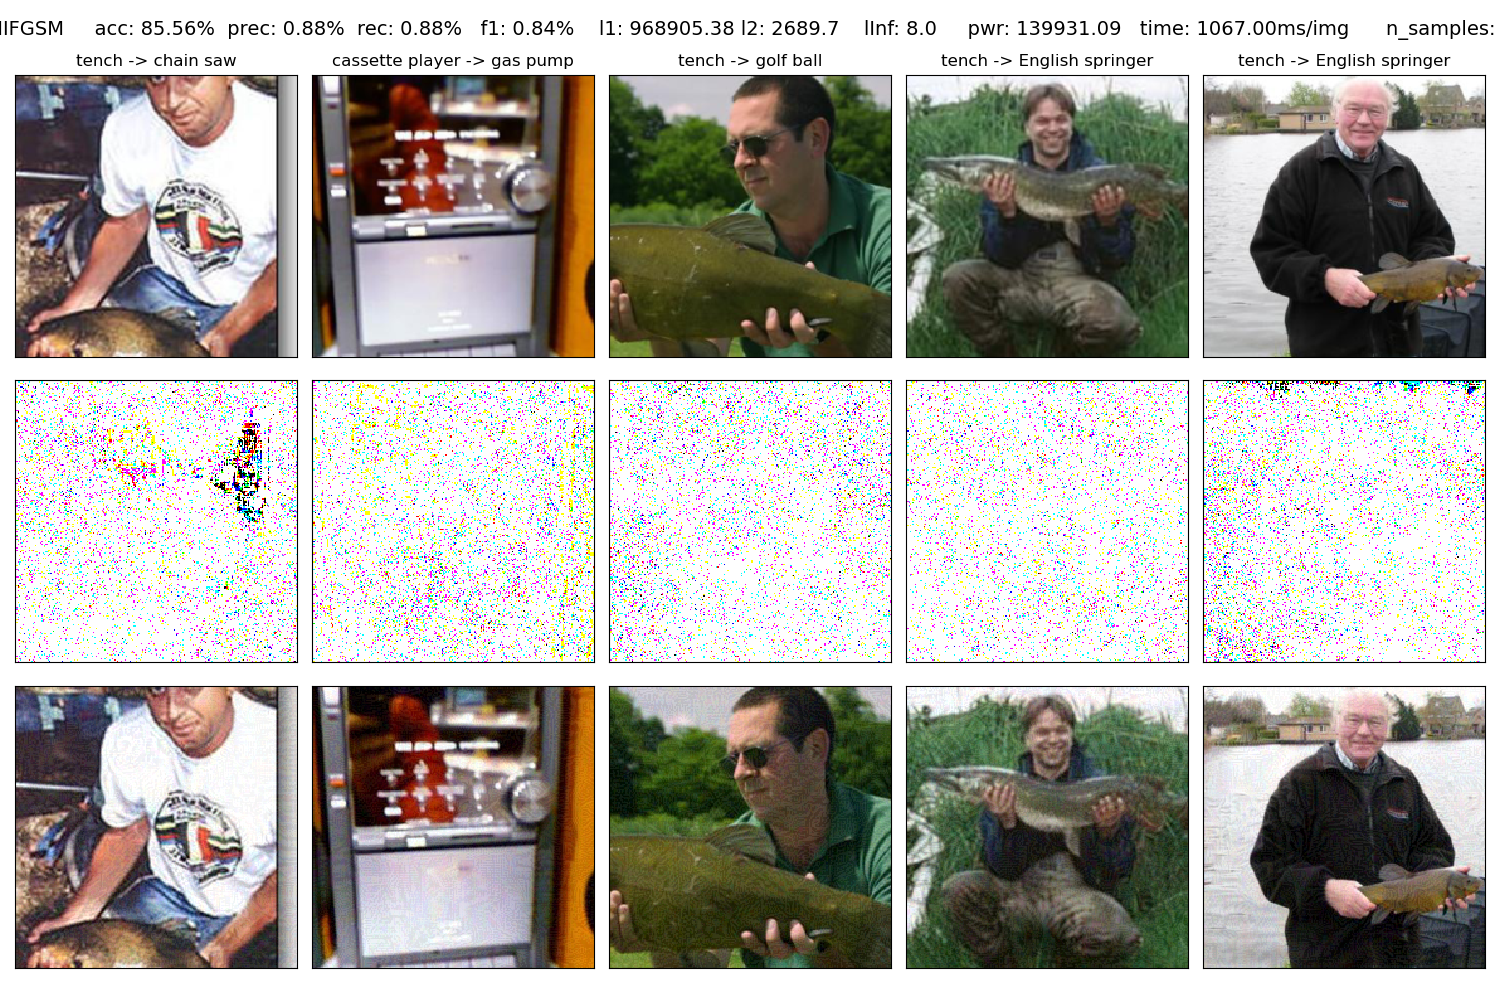 IIFGSM acc: 85.56% prec: 0.88% rec: 0.88% f1: 0.84% l1: 968905.38 l2: 2689.7 lInf: 8.0 pwr: 139931.09 time: 1067.00ms/img n_samples:
tench -> chain saw
cassette player -> gas pump
tench -> golf ball
tench -> English springer
tench -> English springer